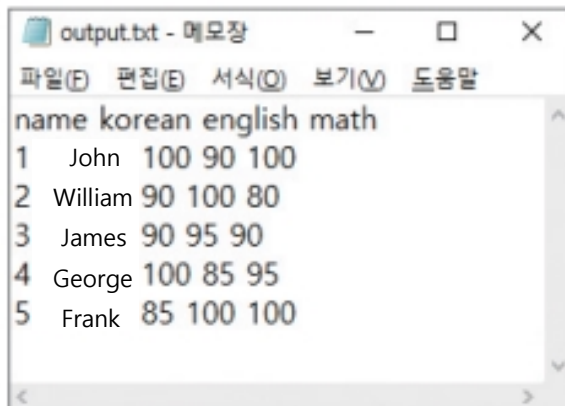 output.txt - 메모장
파일(F) 편집(E) 서식(O) 보기(V) 도움말
name korean english math
1 John 100 90 100
2 William 90 100 80
3 James 90 95 90
4 George 100 85 95
5 Frank 85 100 100